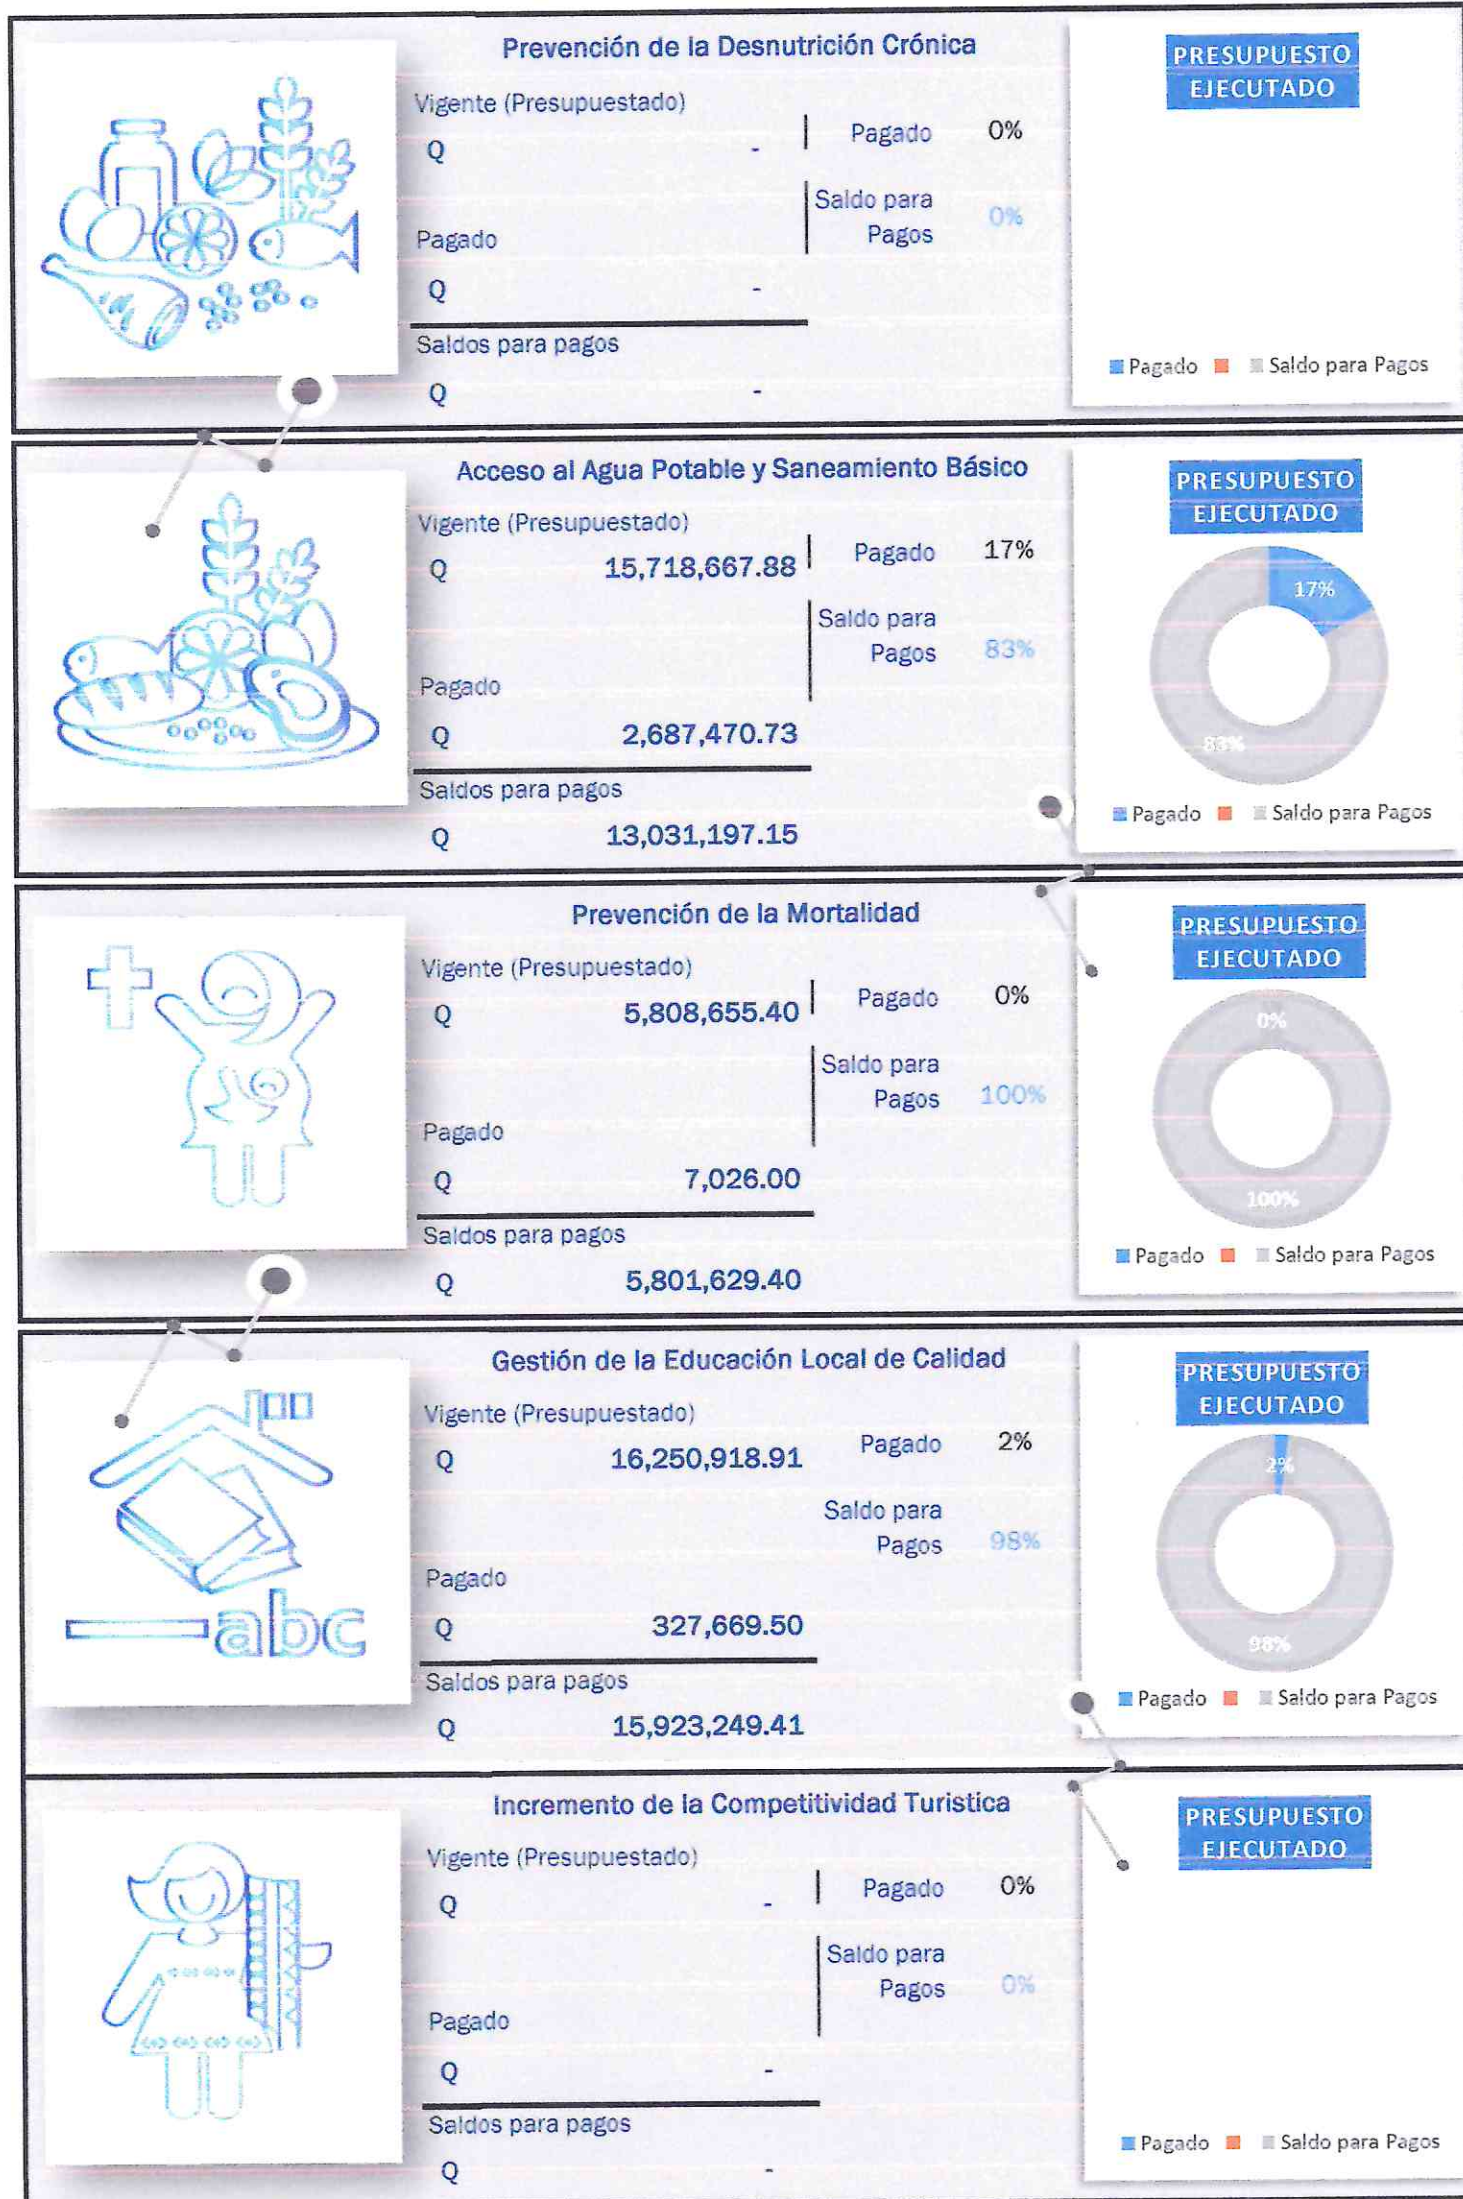 Prevención de la Desnutrición Crónica
Vigente (Presupuestado)
Q -
Pagado 0%
Saldo para
Pagos 0%
Pagado
Q -
Saldos para pagos
Q -
PRESUPUESTO
EJECUTADO
Pagado Saldo para Pagos
Acceso al Agua Potable y Saneamiento Básico
Vigente (Presupuestado)
Q 15,718,667.88
Pagado 17%
Saldo para
Pagos 83%
Pagado
Q 2,687,470.73
Saldos para pagos
Q 13,031,197.15
PRESUPUESTO
EJECUTADO
17%
83%
Pagado Saldo para Pagos
Prevención de la Mortalidad
Vigente (Presupuestado)
Q 5,808,655.40
Pagado 0%
Saldo para
Pagos 100%
Pagado
Q 7,026.00
Saldos para pagos
Q 5,801,629.40
PRESUPUESTO
EJECUTADO
0%
100%
Pagado Saldo para Pagos
abc
Gestión de la Educación Local de Calidad
Vigente (Presupuestado)
Q 16,250,918.91
Pagado 2%
Saldo para
Pagos 98%
Pagado
Q 327,669.50
Saldos para pagos
Q 15,923,249.41
PRESUPUESTO
EJECUTADO
2%
98%
Pagado Saldo para Pagos
Incremento de la Competitividad Turistica
Vigente (Presupuestado)
Q -
Pagado 0%
Saldo para
Pagos 0%
Pagado
Q -
Saldos para pagos
Q -
PRESUPUESTO
EJECUTADO
Pagado Saldo para Pagos